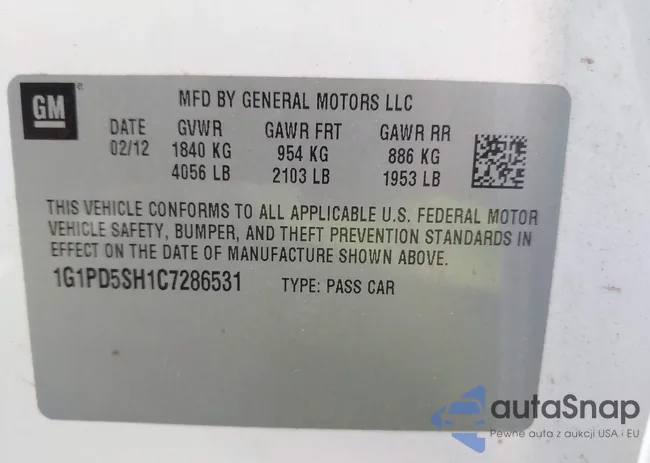 GM
MFD BY GENERAL MOTORS LLC
DATE GVWR GAWR FRT GAWR RR
02/12 1840 KG 954 KG 886 KG
4056 LB 2103 LB 1953 LB
THIS VEHICLE CONFORMS TO ALL APPLICABLE U.S. FEDERAL MOTOR
VEHICLE SAFETY, BUMPER, AND THEFT PREVENTION STANDARDS IN
EFFECT ON THE DATE OF MANUFACTURE SHOWN ABOVE.
1G1PD5SH1C7286531 TYPE: PASS CAR
autaSnap
Pewne auta z aukcji USA i EU